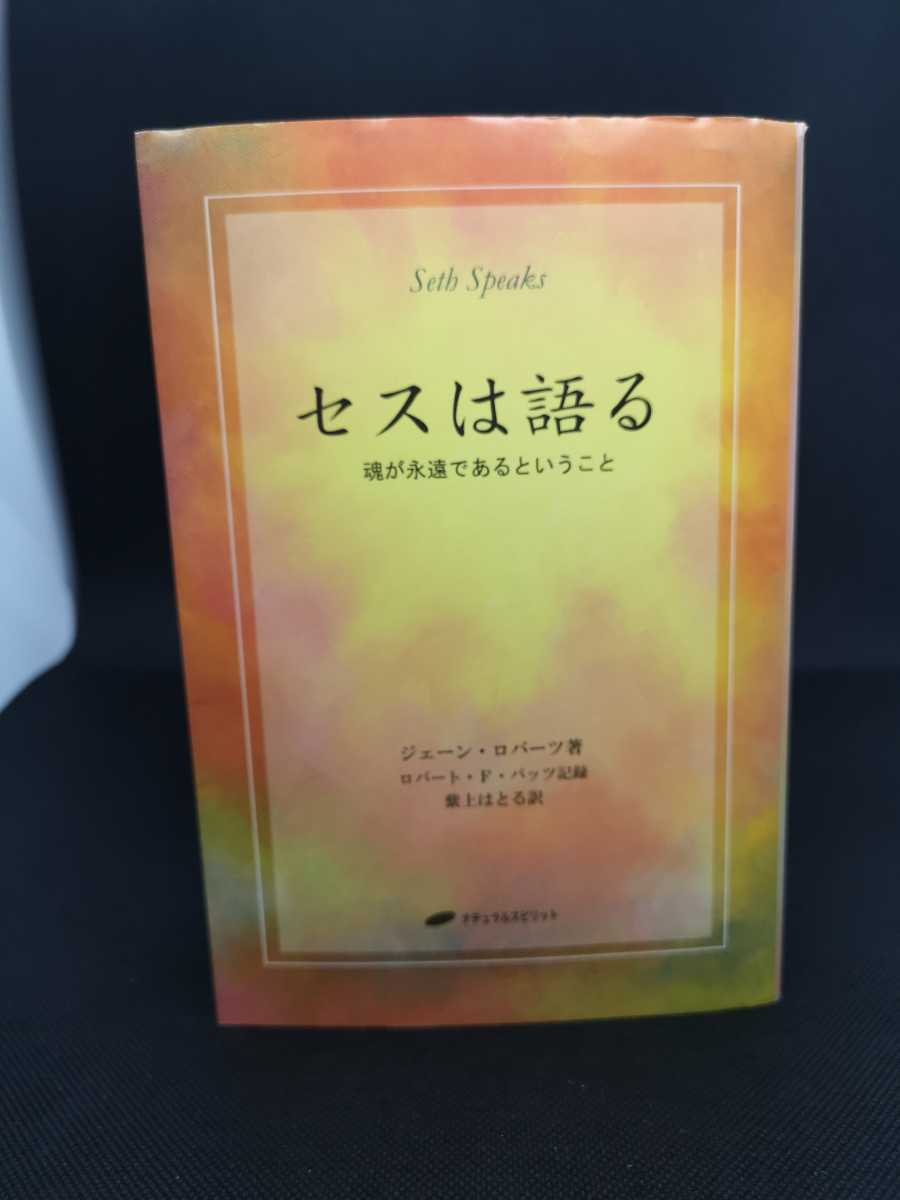 Seth Speaks
セスは語る
魂が永遠であるということ
ジェーン・ロバーツ著
ロバート・F・バッツ記録
紫上はとる訳
ナチュラルスピリット